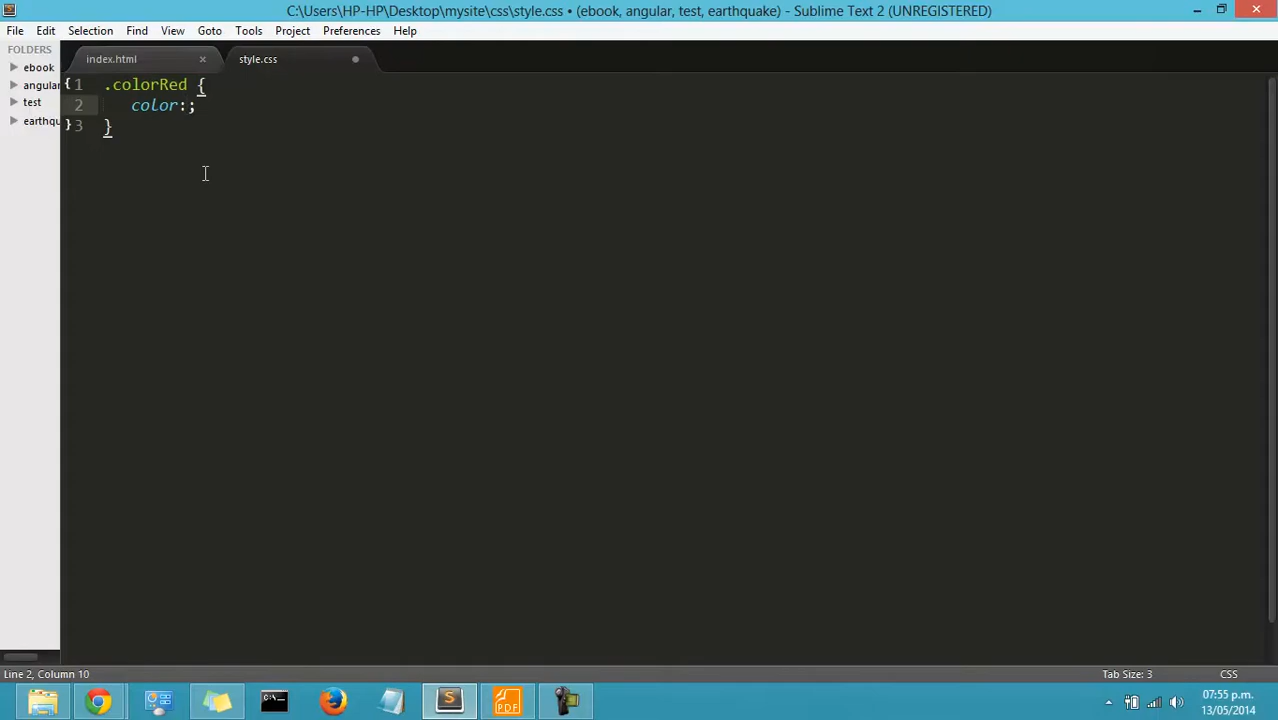 C:\Users\HP-HP\Desktop\mysite\css\style.css • (ebook, angular, test, earthquake) - Sublime Text 2 (UNREGISTERED)
File Edit Selection Find View Goto Tools Project Preferences Help
FOLDERS
ebook
angular
test
earthqu
index.html × style.css
1 .colorRed {
2 color:;
3 }
Line 2, Column 10
Tab Size: 3 CSS
07:55 p.m.
13/05/2014